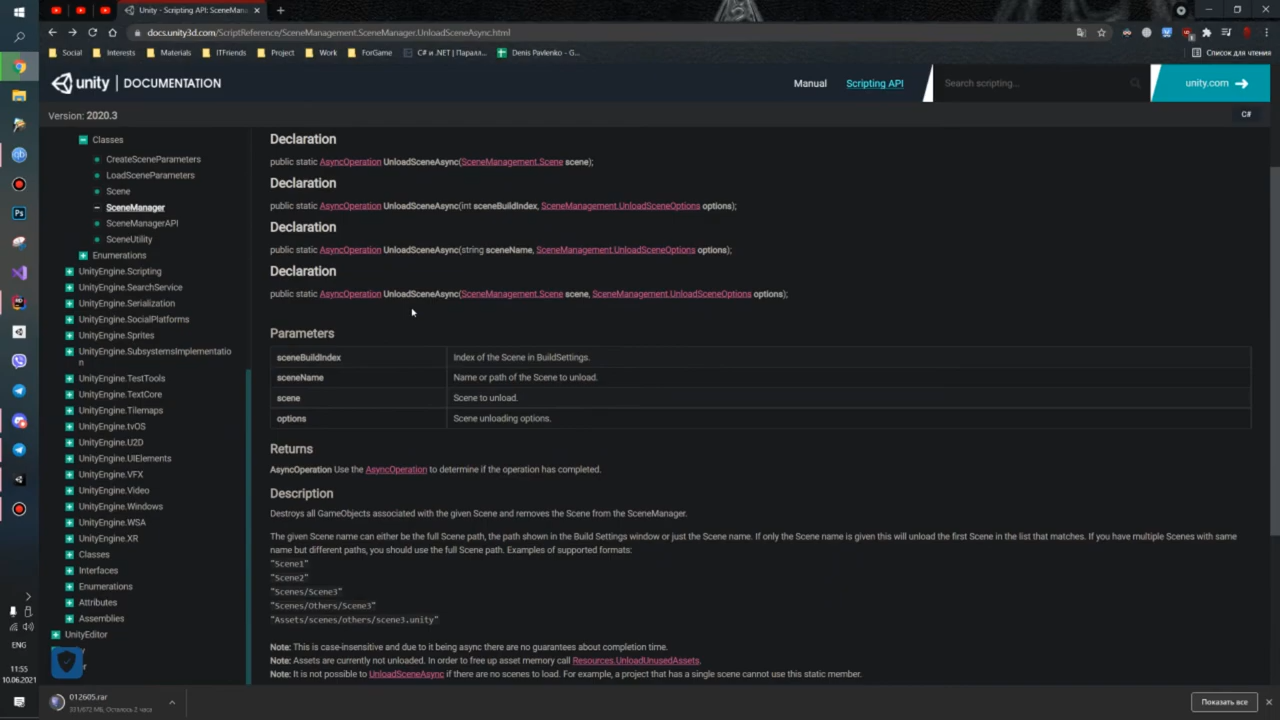 Unity - Scripting API: SceneMana
docs.unity3d.com/ScriptReference/SceneManagement.SceneManager.UnloadSceneAsync.html
Social
Interests
Materials
ITFriends
Project
Work
ForGame
C# и .NET | Паралл...
Denis Pavlenko – G...
Список для чтения
unity
DOCUMENTATION
Manual
Scripting API
Search scripting...
unity.com
Version: 2020.3
C#
Classes
CreateSceneParameters
LoadSceneParameters
Scene
SceneManager
SceneManagerAPI
SceneUtility
Enumerations
UnityEngine.Scripting
UnityEngine.SearchService
UnityEngine.Serialization
UnityEngine.SocialPlatforms
UnityEngine.Sprites
UnityEngine.SubsystemsImplementatio
n
UnityEngine.TestTools
UnityEngine.TextCore
UnityEngine.Tilemaps
UnityEngine.tvOS
UnityEngine.U2D
UnityEngine.UIElements
UnityEngine.VFX
UnityEngine.Video
UnityEngine.Windows
UnityEngine.WSA
UnityEngine.XR
Classes
Interfaces
Enumerations
Attributes
Assemblies
UnityEditor
Declaration
public static AsyncOperation UnloadSceneAsync(SceneManagement.Scene scene);
Declaration
public static AsyncOperation UnloadSceneAsync(int sceneBuildIndex, SceneManagement.UnloadSceneOptions options);
Declaration
public static AsyncOperation UnloadSceneAsync(string sceneName, SceneManagement.UnloadSceneOptions options);
Declaration
public static AsyncOperation UnloadSceneAsync(SceneManagement.Scene scene, SceneManagement.UnloadSceneOptions options);
Parameters
sceneBuildIndex Index of the Scene in BuildSettings.
sceneName Name or path of the Scene to unload.
scene Scene to unload.
options Scene unloading options.
Returns
AsyncOperation Use the AsyncOperation to determine if the operation has completed.
Description
Destroys all GameObjects associated with the given Scene and removes the Scene from the SceneManager.
The given Scene name can either be the full Scene path, the path shown in the Build Settings window or just the Scene name. If only the Scene name is given this will unload the first Scene in the list that matches. If you have multiple Scenes with same
name but different paths, you should use the full Scene path. Examples of supported formats:
"Scene1"
"Scene2"
"Scenes/Scene3"
"Scenes/Others/Scene3"
"Assets/scenes/others/scene3.unity"
Note: This is case-insensitive and due to it being async there are no guarantees about completion time.
Note: Assets are currently not unloaded. In order to free up asset memory call Resources.UnloadUnusedAssets.
Note: It is not possible to UnloadSceneAsync if there are no scenes to load. For example, a project that has a single scene cannot use this static member.
ENG
11:55
10.06.2021
012605.rar
Осталось 2 часа
Показать все